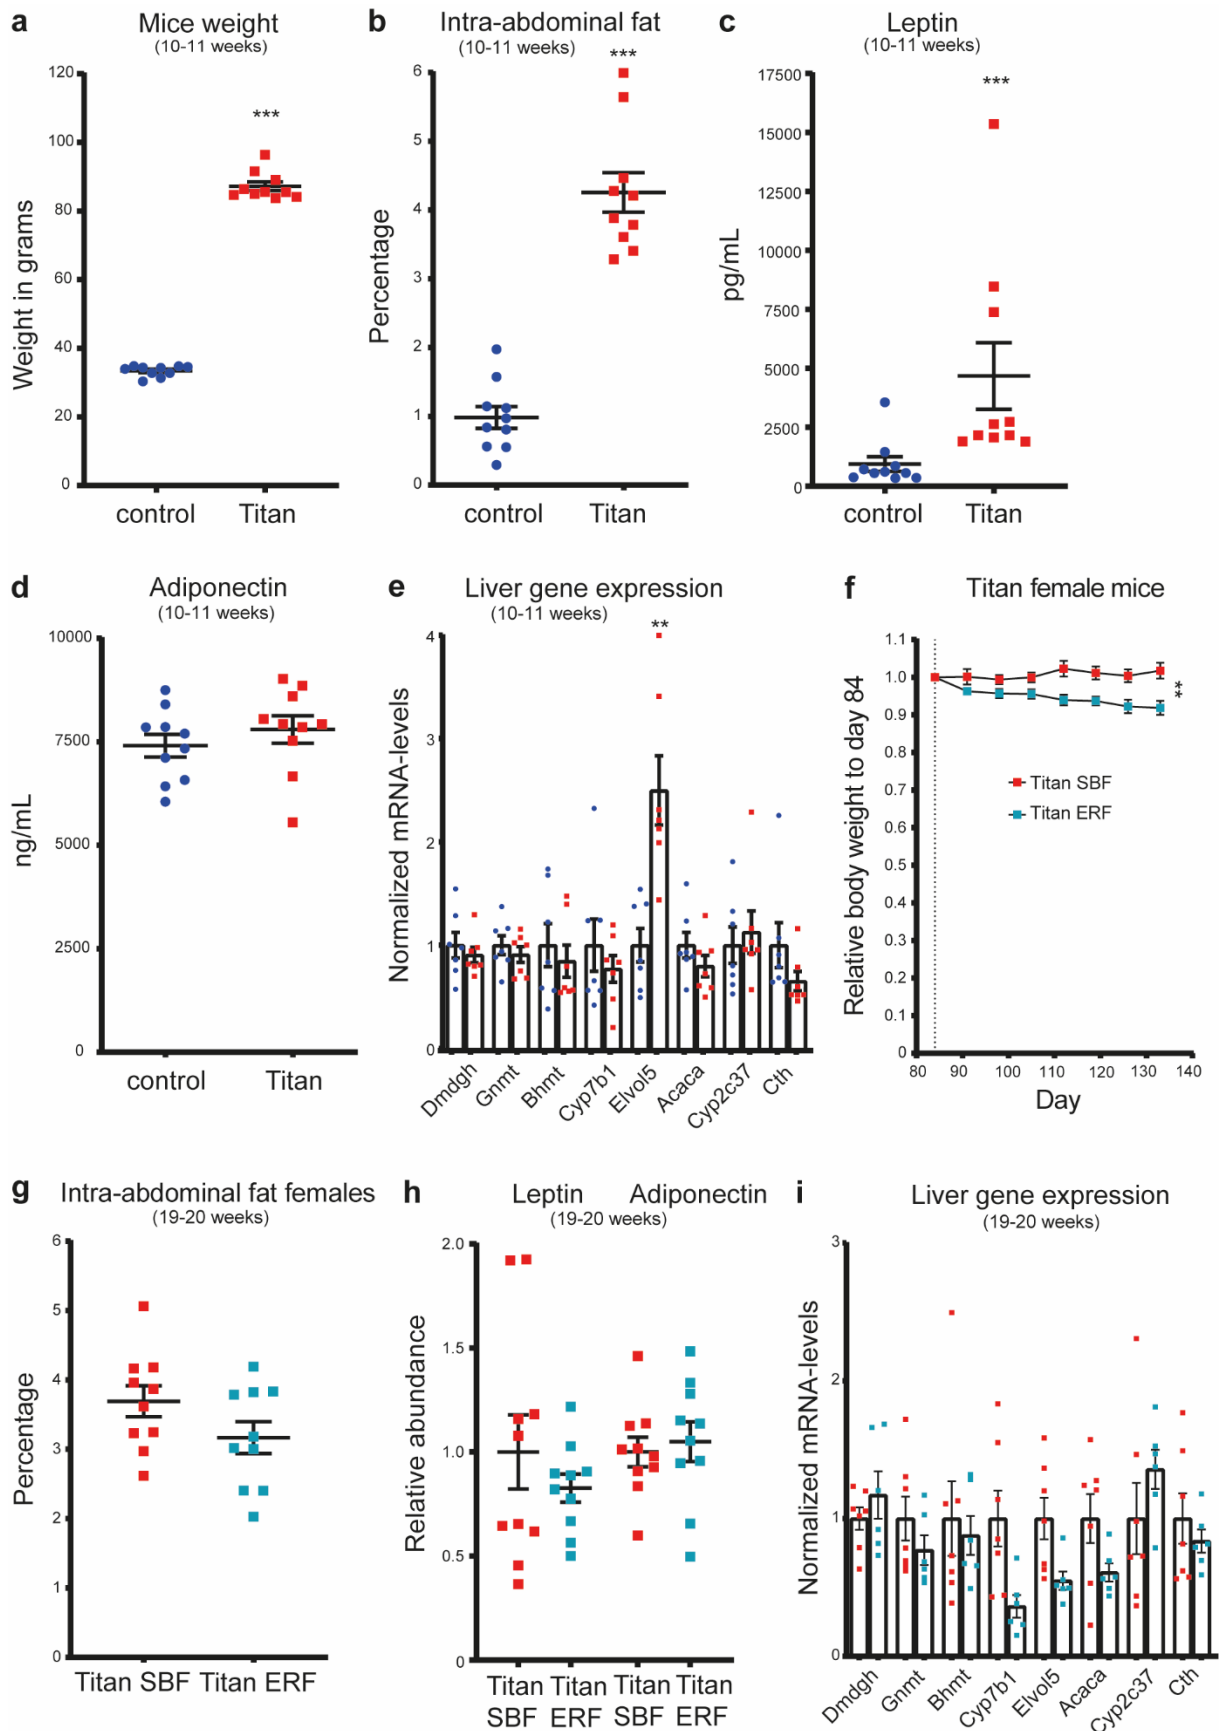 a Mice weight
(10-11 weeks)
Weight in grams
120
100
80
60
40
20
0
control Titan
***
b Intra-abdominal fat
(10-11 weeks)
Percentage
6
5
4
3
2
1
0
control Titan
***
c Leptin
(10-11 weeks)
pg/mL
17500
15000
12500
10000
7500
5000
2500
0
control Titan
***
d Adiponectin
(10-11 weeks)
ng/mL
10000
7500
5000
2500
0
control Titan
e Liver gene expression
(10-11 weeks)
Normalized mRNA-levels
4
3
2
1
0
**
Dmdgh Gnmt Bhmt Cyp7b1 Elvol5 Acaca Cyp2c37 Cth
f Titan female mice
Relative body weight to day 84
1.1
1.0
0.9
0.8
0.7
0.6
0.5
0.4
0.3
0.2
0.1
0
80 90 100 110 120 130 140
Day
Titan SBF
Titan ERF
**
g Intra-abdominal fat females
(19-20 weeks)
Percentage
6
5
4
3
2
1
0
Titan SBF Titan ERF
h Leptin Adiponectin
(19-20 weeks)
Relative abundance
2.0
1.5
1.0
0.5
0
Titan Titan Titan Titan
SBF ERF SBF ERF
i Liver gene expression
(19-20 weeks)
Normalized mRNA-levels
3
2
1
0
Dmdgh Gnmt Bhmt Cyp7b1 Elvol5 Acaca Cyp2c37 Cth